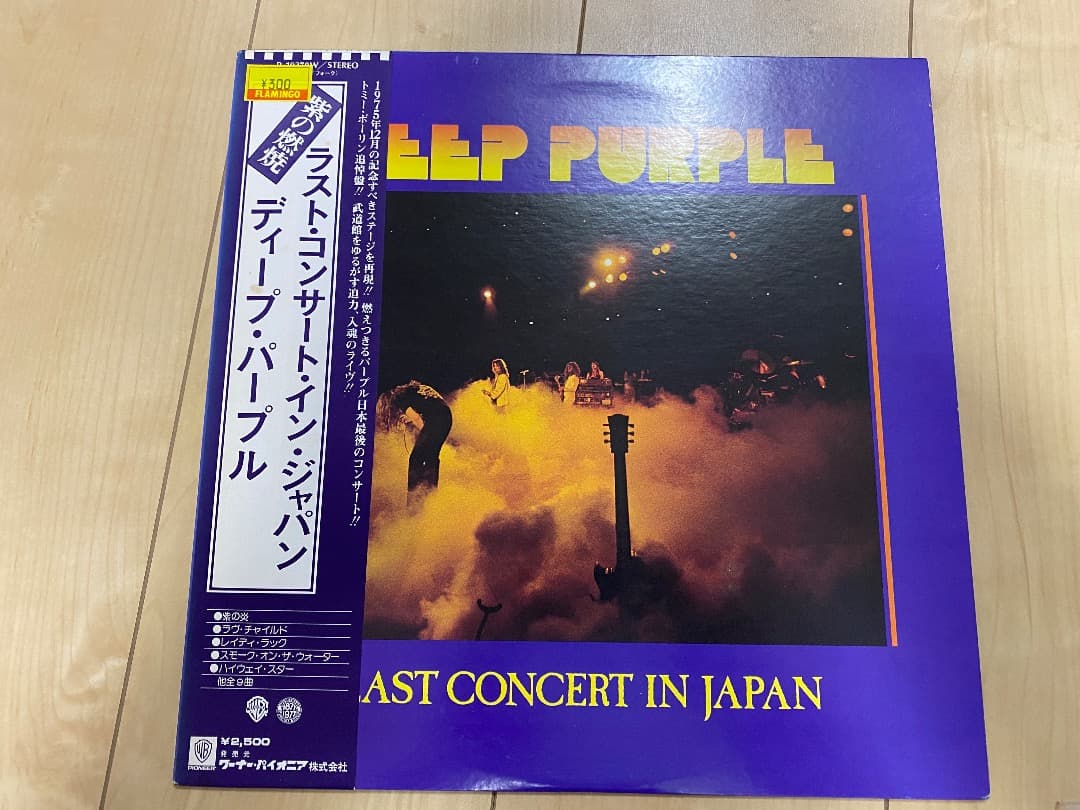 /STEREO
¥300
FLAMINGO
紫の燃焼
ラスト・コンサート・イン・ジャパン
ディープ・パープル
1975年12月の記念すべきステージを再現!! 燃えつきるパープル日本最後のコンサート!!
トミー・ボーリン追悼盤!! 武道館をゆるがす迫力、入魂のライヴ!!
●紫の炎
●ラヴ・チャイルド
●レイディ・ラック
●スモーク・オン・ザ・ウォーター
●ハイウェイ・スター
他全9曲
¥2,500
発売元
ワーナー・パイオニア株式会社
PIONEER
EEP PURPLE
LAST CONCERT IN JAPAN